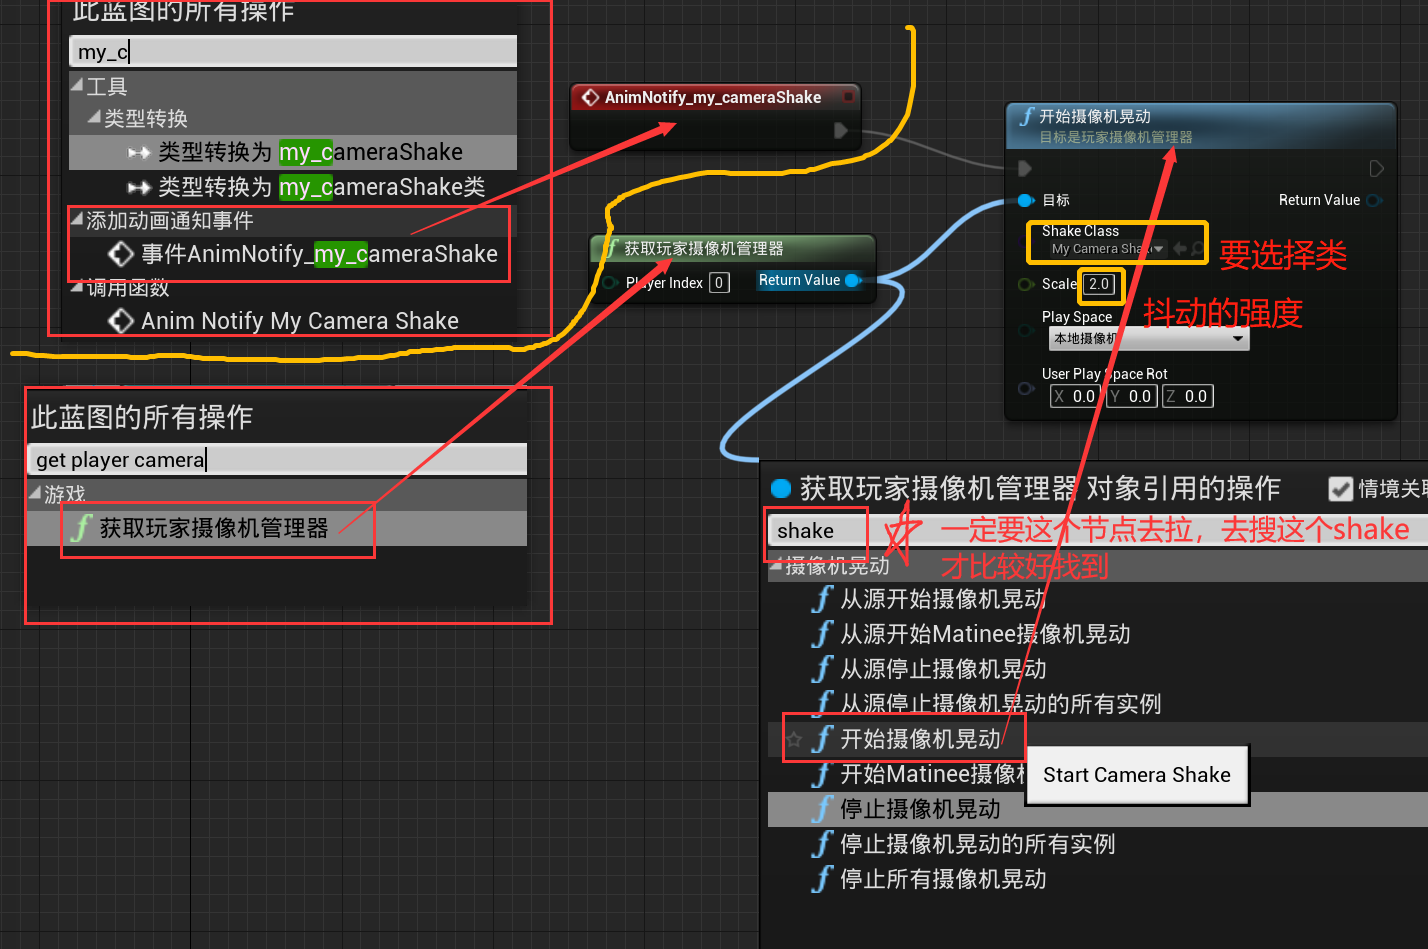 此蓝图的所有操作
my_c
工具
类型转换
类型转换为 my_cameraShake
类型转换为 my_cameraShake类
添加动画通知事件
事件AnimNotify_my_cameraShake
调用函数
Anim Notify My Camera Shake
AnimNotify_my_cameraShake
获取玩家摄像机管理器
Player Index 0
Return Value
开始摄像机晃动
目标是玩家摄像机管理器
目标
Return Value
Shake Class
My Camera Shak
要选择类
Scale 2.0
抖动的强度
Play Space
本地摄像机
User Play Space Rot
X 0.0 Y 0.0 Z 0.0
此蓝图的所有操作
get player camera
游戏
获取玩家摄像机管理器
获取玩家摄像机管理器 对象引用的操作
情境关联
shake
一定要这个节点去拉，去搜这个shake
才比较好找到
摄像机晃动
从源开始摄像机晃动
从源开始Matinee摄像机晃动
从源停止摄像机晃动
从源停止摄像机晃动的所有实例
开始摄像机晃动
开始Matinee摄像机
Start Camera Shake
停止摄像机晃动
停止摄像机晃动的所有实例
停止所有摄像机晃动